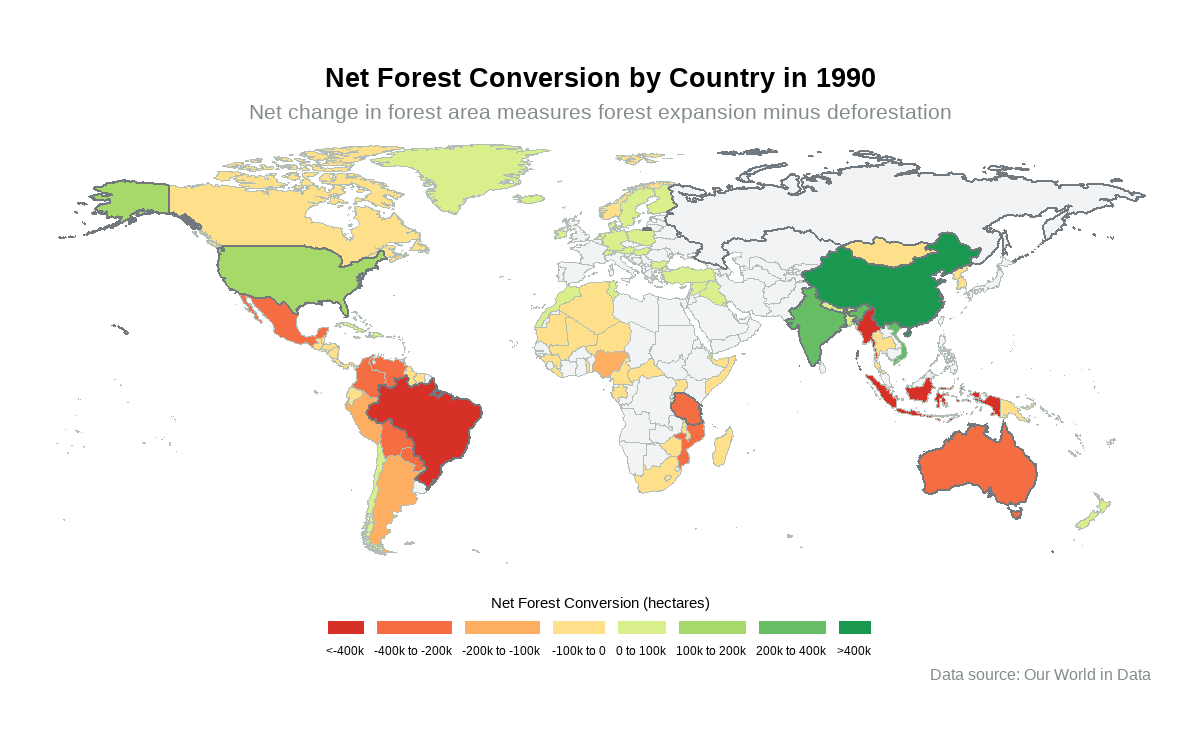 Net Forest Conversion by Country in 1990
Net change in forest area measures forest expansion minus deforestation
Net Forest Conversion (hectares)
<-400k -400k to -200k -200k to -100k -100k to 0 0 to 100k 100k to 200k 200k to 400k >400k
Data source: Our World in Data